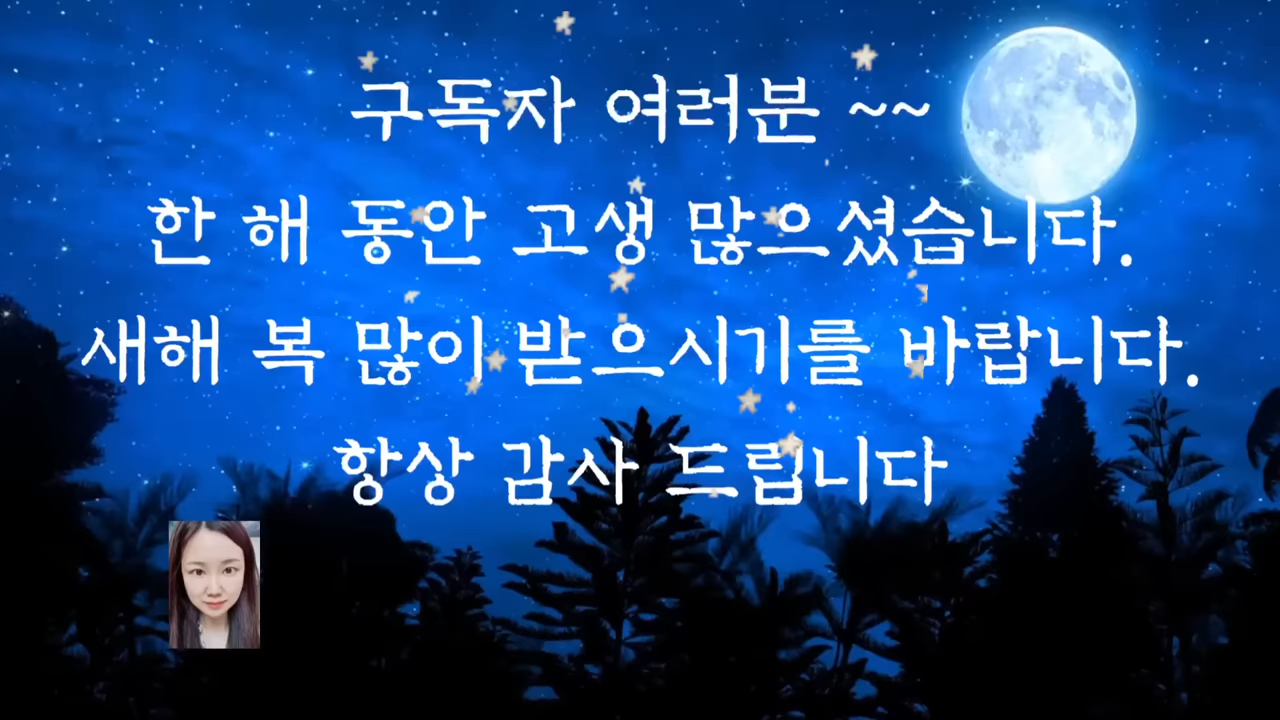 구독자 여러분 ~~
한 해 동안 고생 많으셨습니다.
새해 복 많이 받으시기를 바랍니다.
항상 감사 드립니다